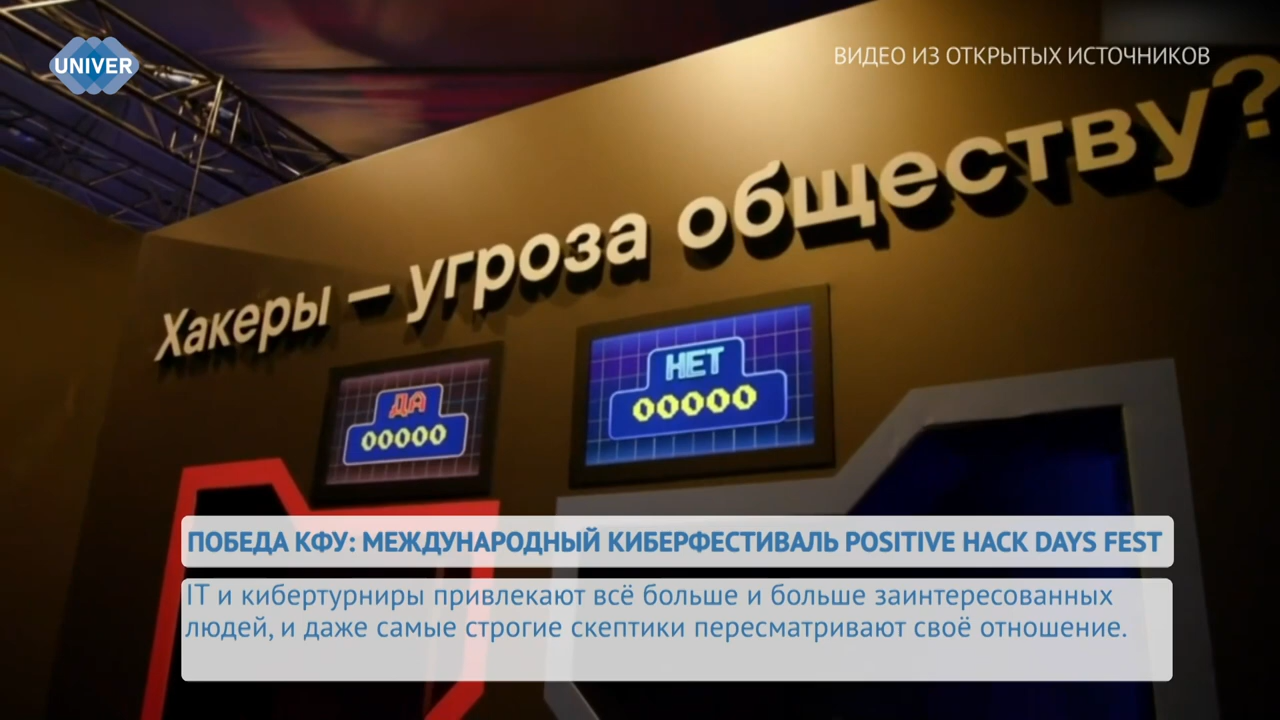 UNIVER
ВИДЕО ИЗ ОТКРЫТЫХ ИСТОЧНИКОВ
Хакеры — угроза обществу?
ДА
00000
НЕТ
00000
ПОБЕДА КФУ: МЕЖДУНАРОДНЫЙ КИБЕРФЕСТИВАЛЬ POSITIVE HACK DAYS FEST
IT и кибертурниры привлекают всё больше и больше заинтересованных
людей, и даже самые строгие скептики пересматривают своё отношение.